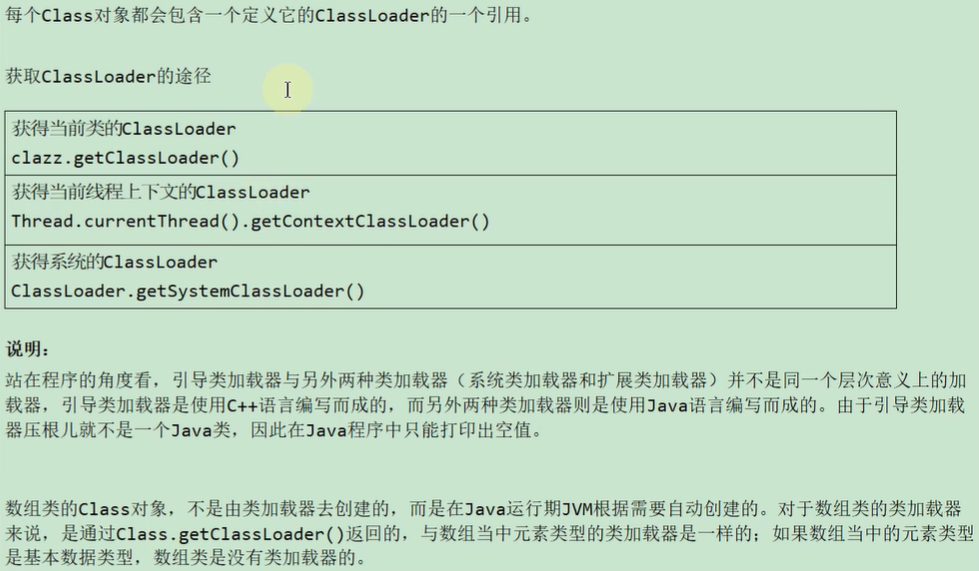 每个Class对象都会包含一个定义它的ClassLoader的一个引用。
获取ClassLoader的途径
获得当前类的ClassLoader
clazz.getClassLoader()
获得当前线程上下文的ClassLoader
Thread.currentThread().getContextClassLoader()
获得系统的ClassLoader
ClassLoader.getSystemClassLoader()
说明：
站在程序的角度看，引导类加载器与另外两种类加载器（系统类加载器和扩展类加载器）并不是同一个层次意义上的加
载器，引导类加载器是使用C++语言编写而成的，而另外两种类加载器则是使用Java语言编写而成的。由于引导类加载
器压根儿就不是一个Java类，因此在Java程序中只能打印出空值。
数组类的Class对象，不是由类加载器去创建的，而是在Java运行期JVM根据需要自动创建的。对于数组类的类加载器
来说，是通过Class.getClassLoader()返回的，与数组当中元素类型的类加载器是一样的；如果数组当中的元素类型
是基本数据类型，数组类是没有类加载器的。